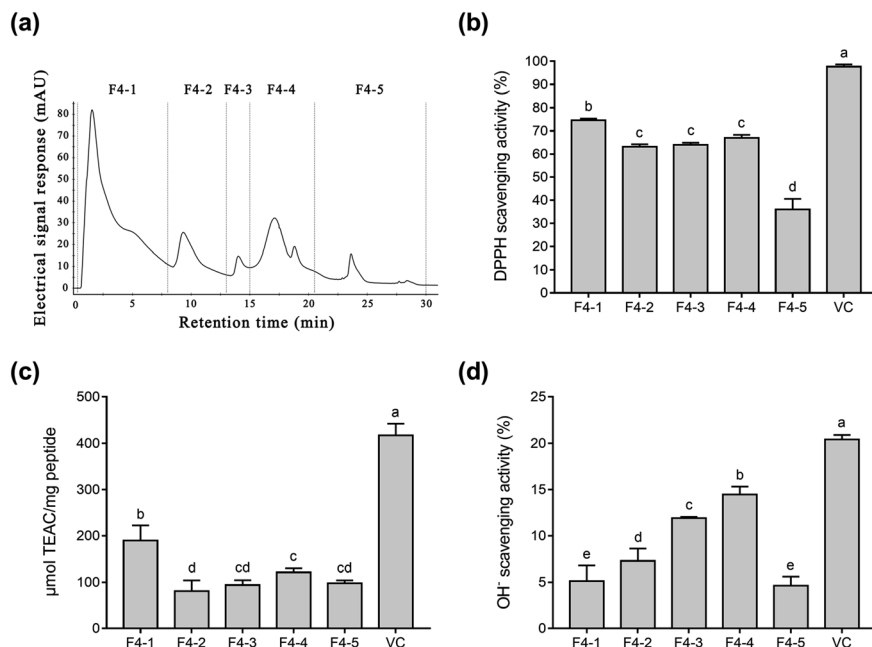 (a)
F4-1 F4-2 F4-3 F4-4 F4-5
Electrical signal response (mAU)
80
70
60
50
40
30
20
10
0
0 5 10 15 20 25 30
Retention time (min)
(b)
DPPH scavenging activity (%)
100
90
80
70
60
50
40
30
20
10
0
b c c c d a
F4-1 F4-2 F4-3 F4-4 F4-5 VC
(c)
μmol TEAC/mg peptide
500
400
300
200
100
0
b d cd c cd a
F4-1 F4-2 F4-3 F4-4 F4-5 VC
(d)
OH⁻ scavenging activity (%)
25
20
15
10
5
0
e d c b e a
F4-1 F4-2 F4-3 F4-4 F4-5 VC